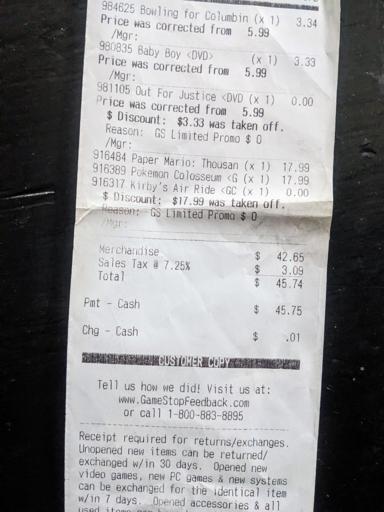 984625 Bowling for Columbin (x 1) 3.34
Price was corrected from 5.99
/Mgr:
980835 Baby Boy <DVD> (x 1) 3.33
Price was corrected from 5.99
/Mgr:
981105 Out For Justice <DVD (x 1) 0.00
Price was corrected from 5.99
$ Discount: $3.33 was taken off.
Reason: GS Limited Promo $ 0
/Mgr:
916484 Paper Mario: Thousan (x 1) 17.99
916389 Pokemon Colosseum <G (x 1) 17.99
916317 Kirby's Air Ride <GC (x 1) 0.00
$ Discount: $17.99 was taken off.
Reason: GS Limited Promo $ 0
/Mgr:
Merchandise $ 42.65
Sales Tax @ 7.25% $ 3.09
Total $ 45.74
Pmt - Cash $ 45.75
Chg - Cash $ .01
CUSTOMER COPY
Tell us how we did! Visit us at:
www.GameStopFeedback.com
or call 1-800-883-8895
Receipt required for returns/exchanges.
Unopened new items can be returned/
exchanged w/in 30 days. Opened new
video games, new PC games & new systems
can be exchanged for the identical item
w/in 7 days. Opened accessories & all
used items